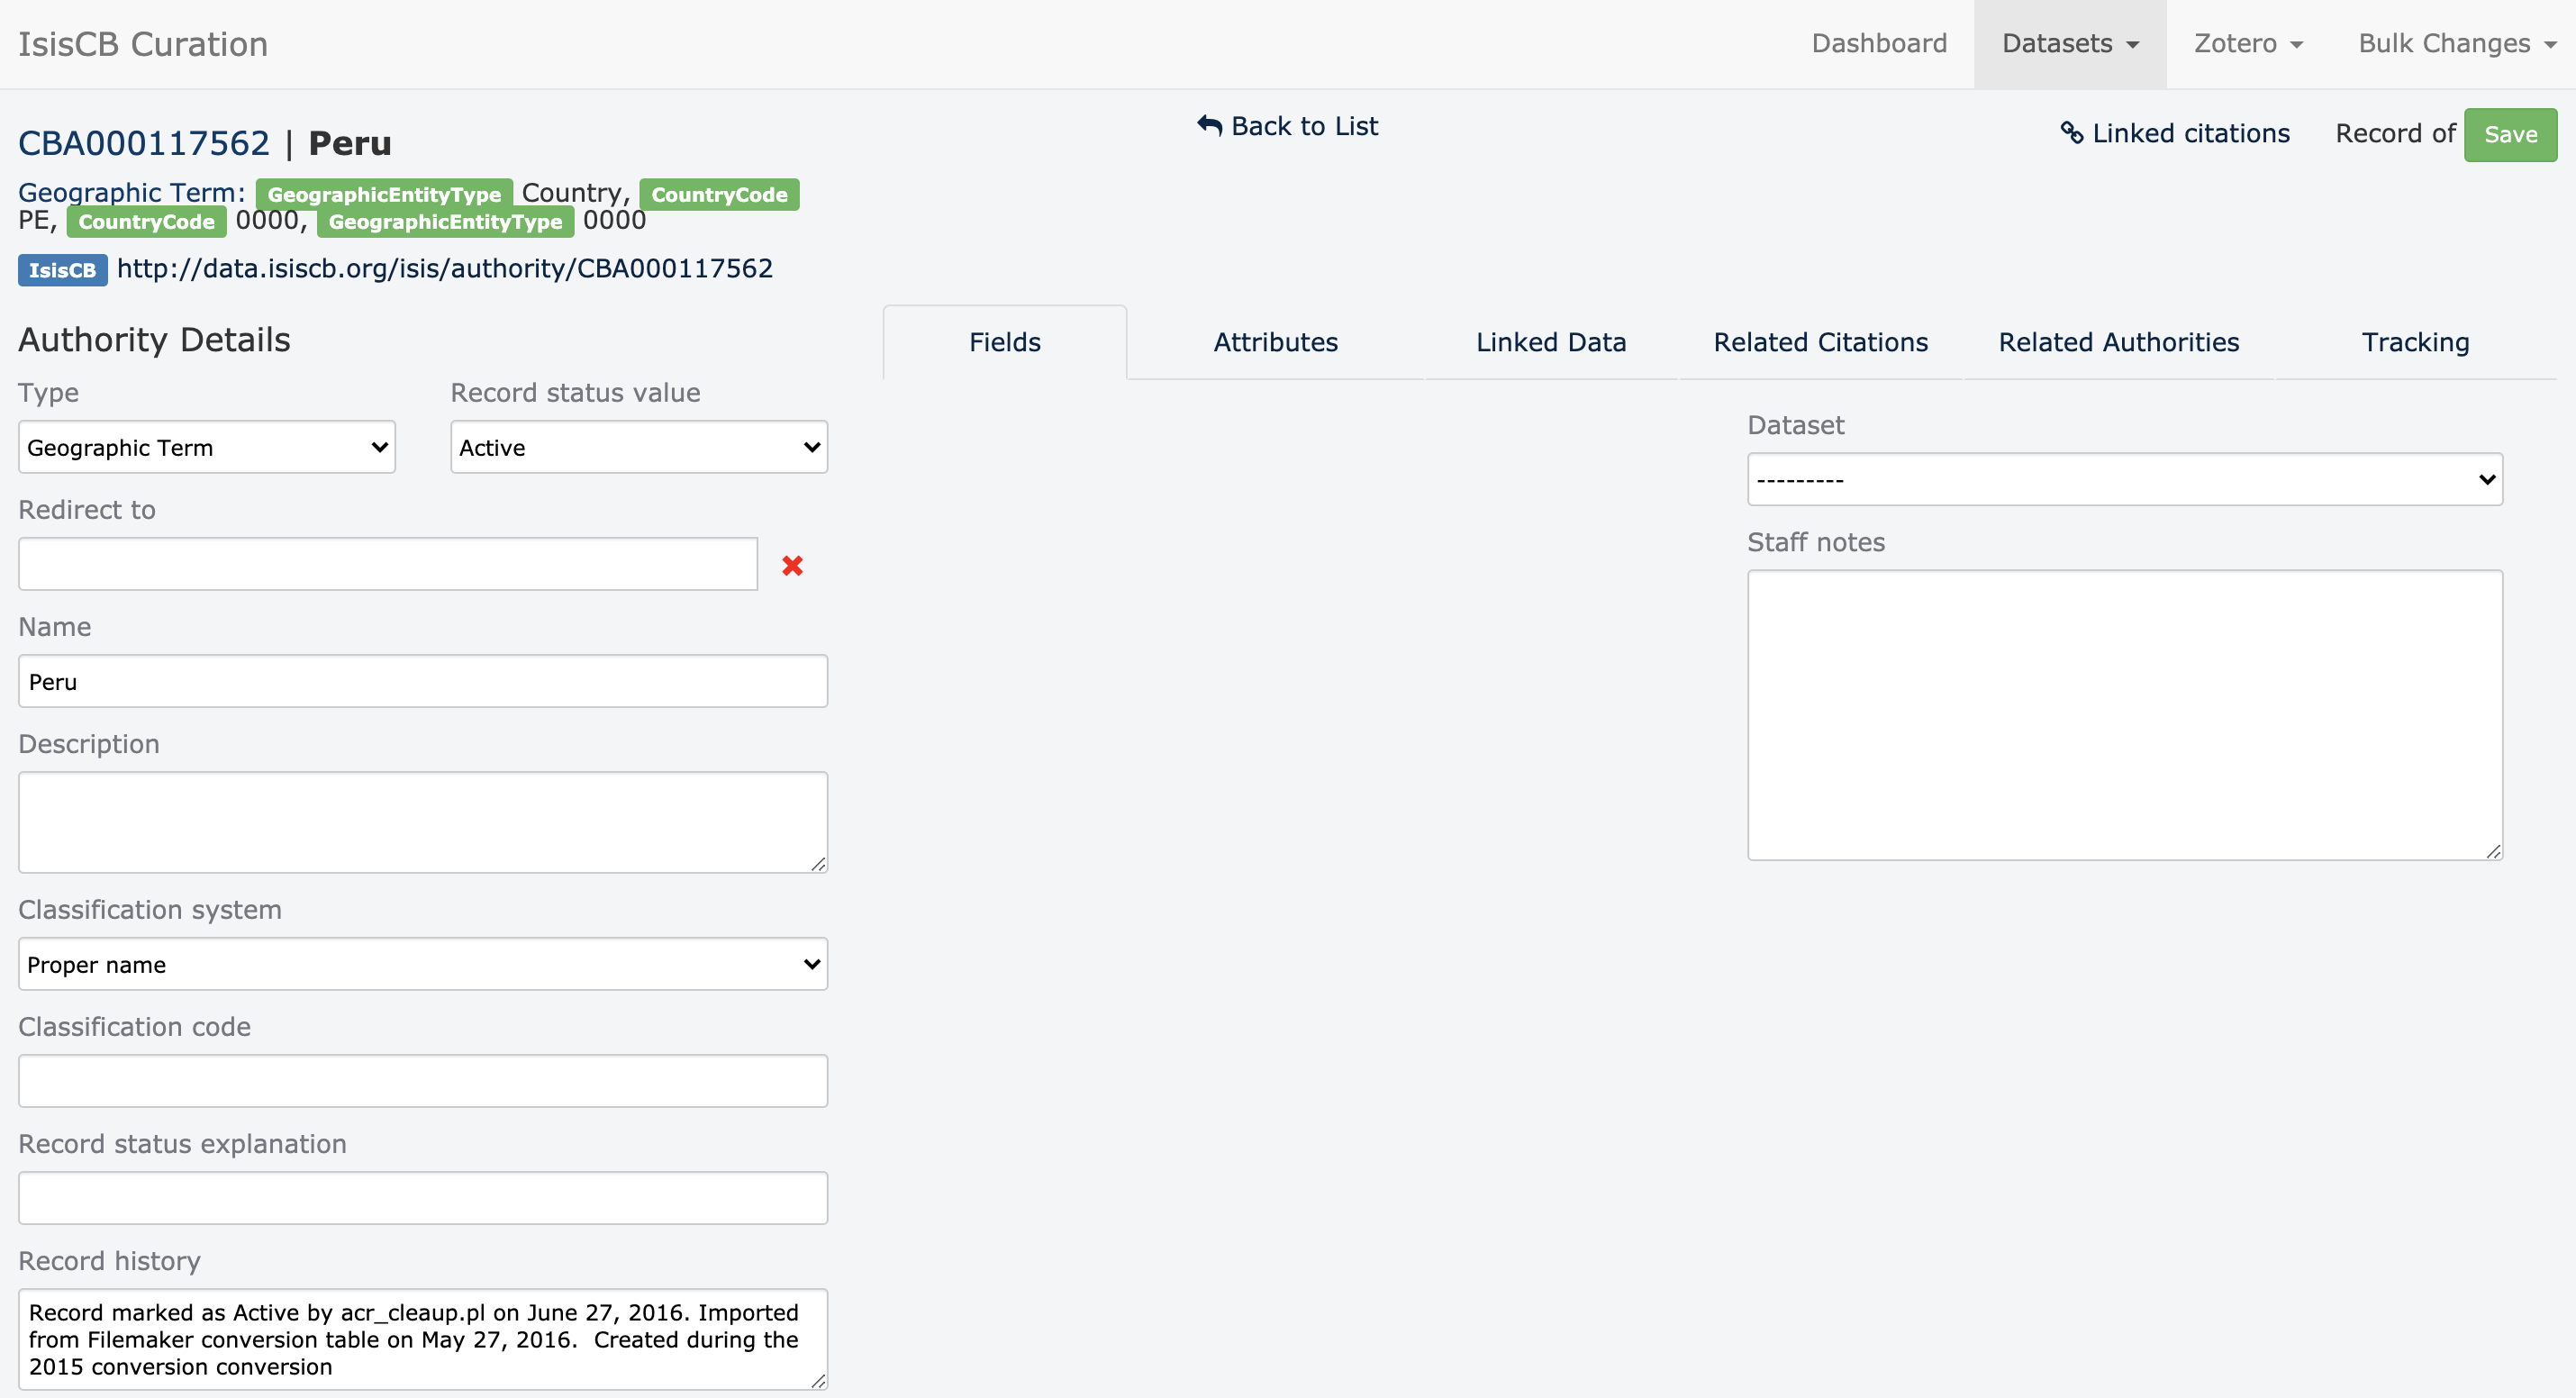 IsisCB Curation
Dashboard
Datasets
Zotero
Bulk Changes
CBA000117562 | Peru
Back to List
Linked citations
Record of
Save
Geographic Term: GeographicEntityType Country, CountryCode
PE, CountryCode 0000, GeographicEntityType 0000
IsisCB http://data.isiscb.org/isis/authority/CBA000117562
Authority Details
Fields
Attributes
Linked Data
Related Citations
Related Authorities
Tracking
Type
Record status value
Geographic Term
Active
Redirect to
Name
Peru
Description
Classification system
Proper name
Classification code
Record status explanation
Record history
Record marked as Active by acr_cleaup.pl on June 27, 2016. Imported
from Filemaker conversion table on May 27, 2016.  Created during the
2015 conversion conversion
Dataset
---------
Staff notes